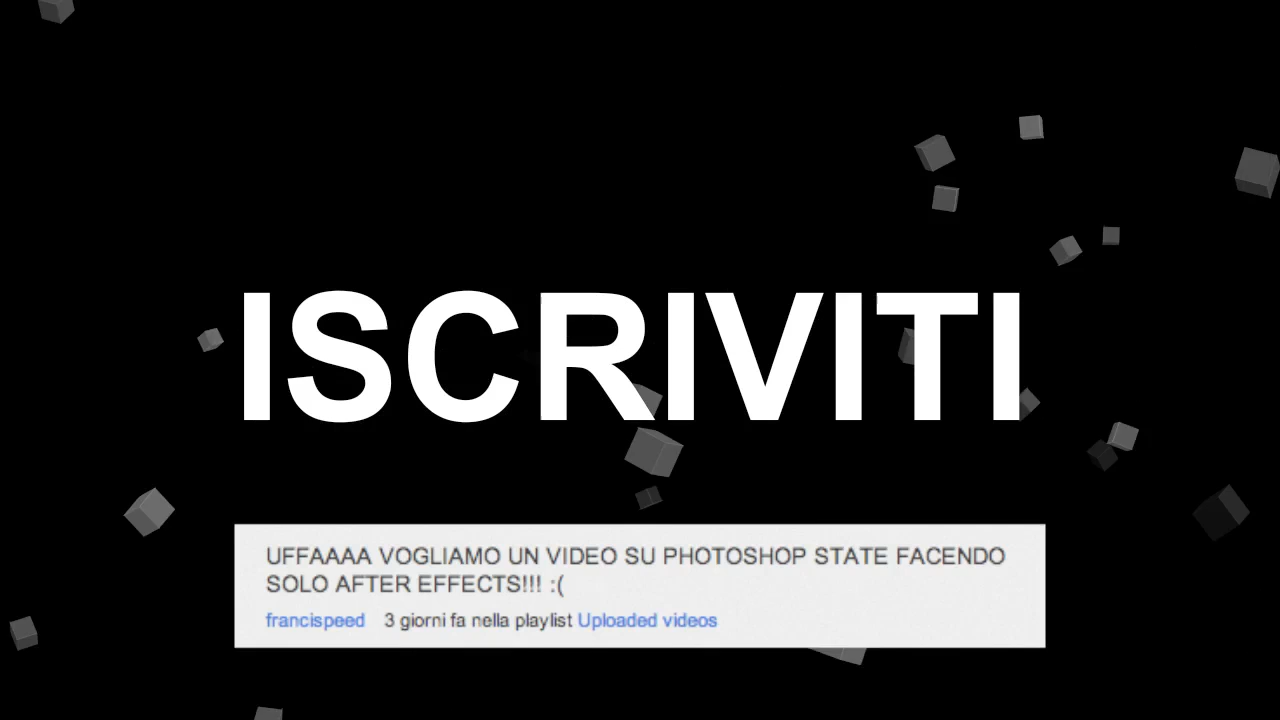 ISCRIVITI
UFFAAAA VOGLIAMO UN VIDEO SU PHOTOSHOP STATE FACENDO
SOLO AFTER EFFECTS!!! :(
francispeed 3 giorni fa nella playlist Uploaded videos